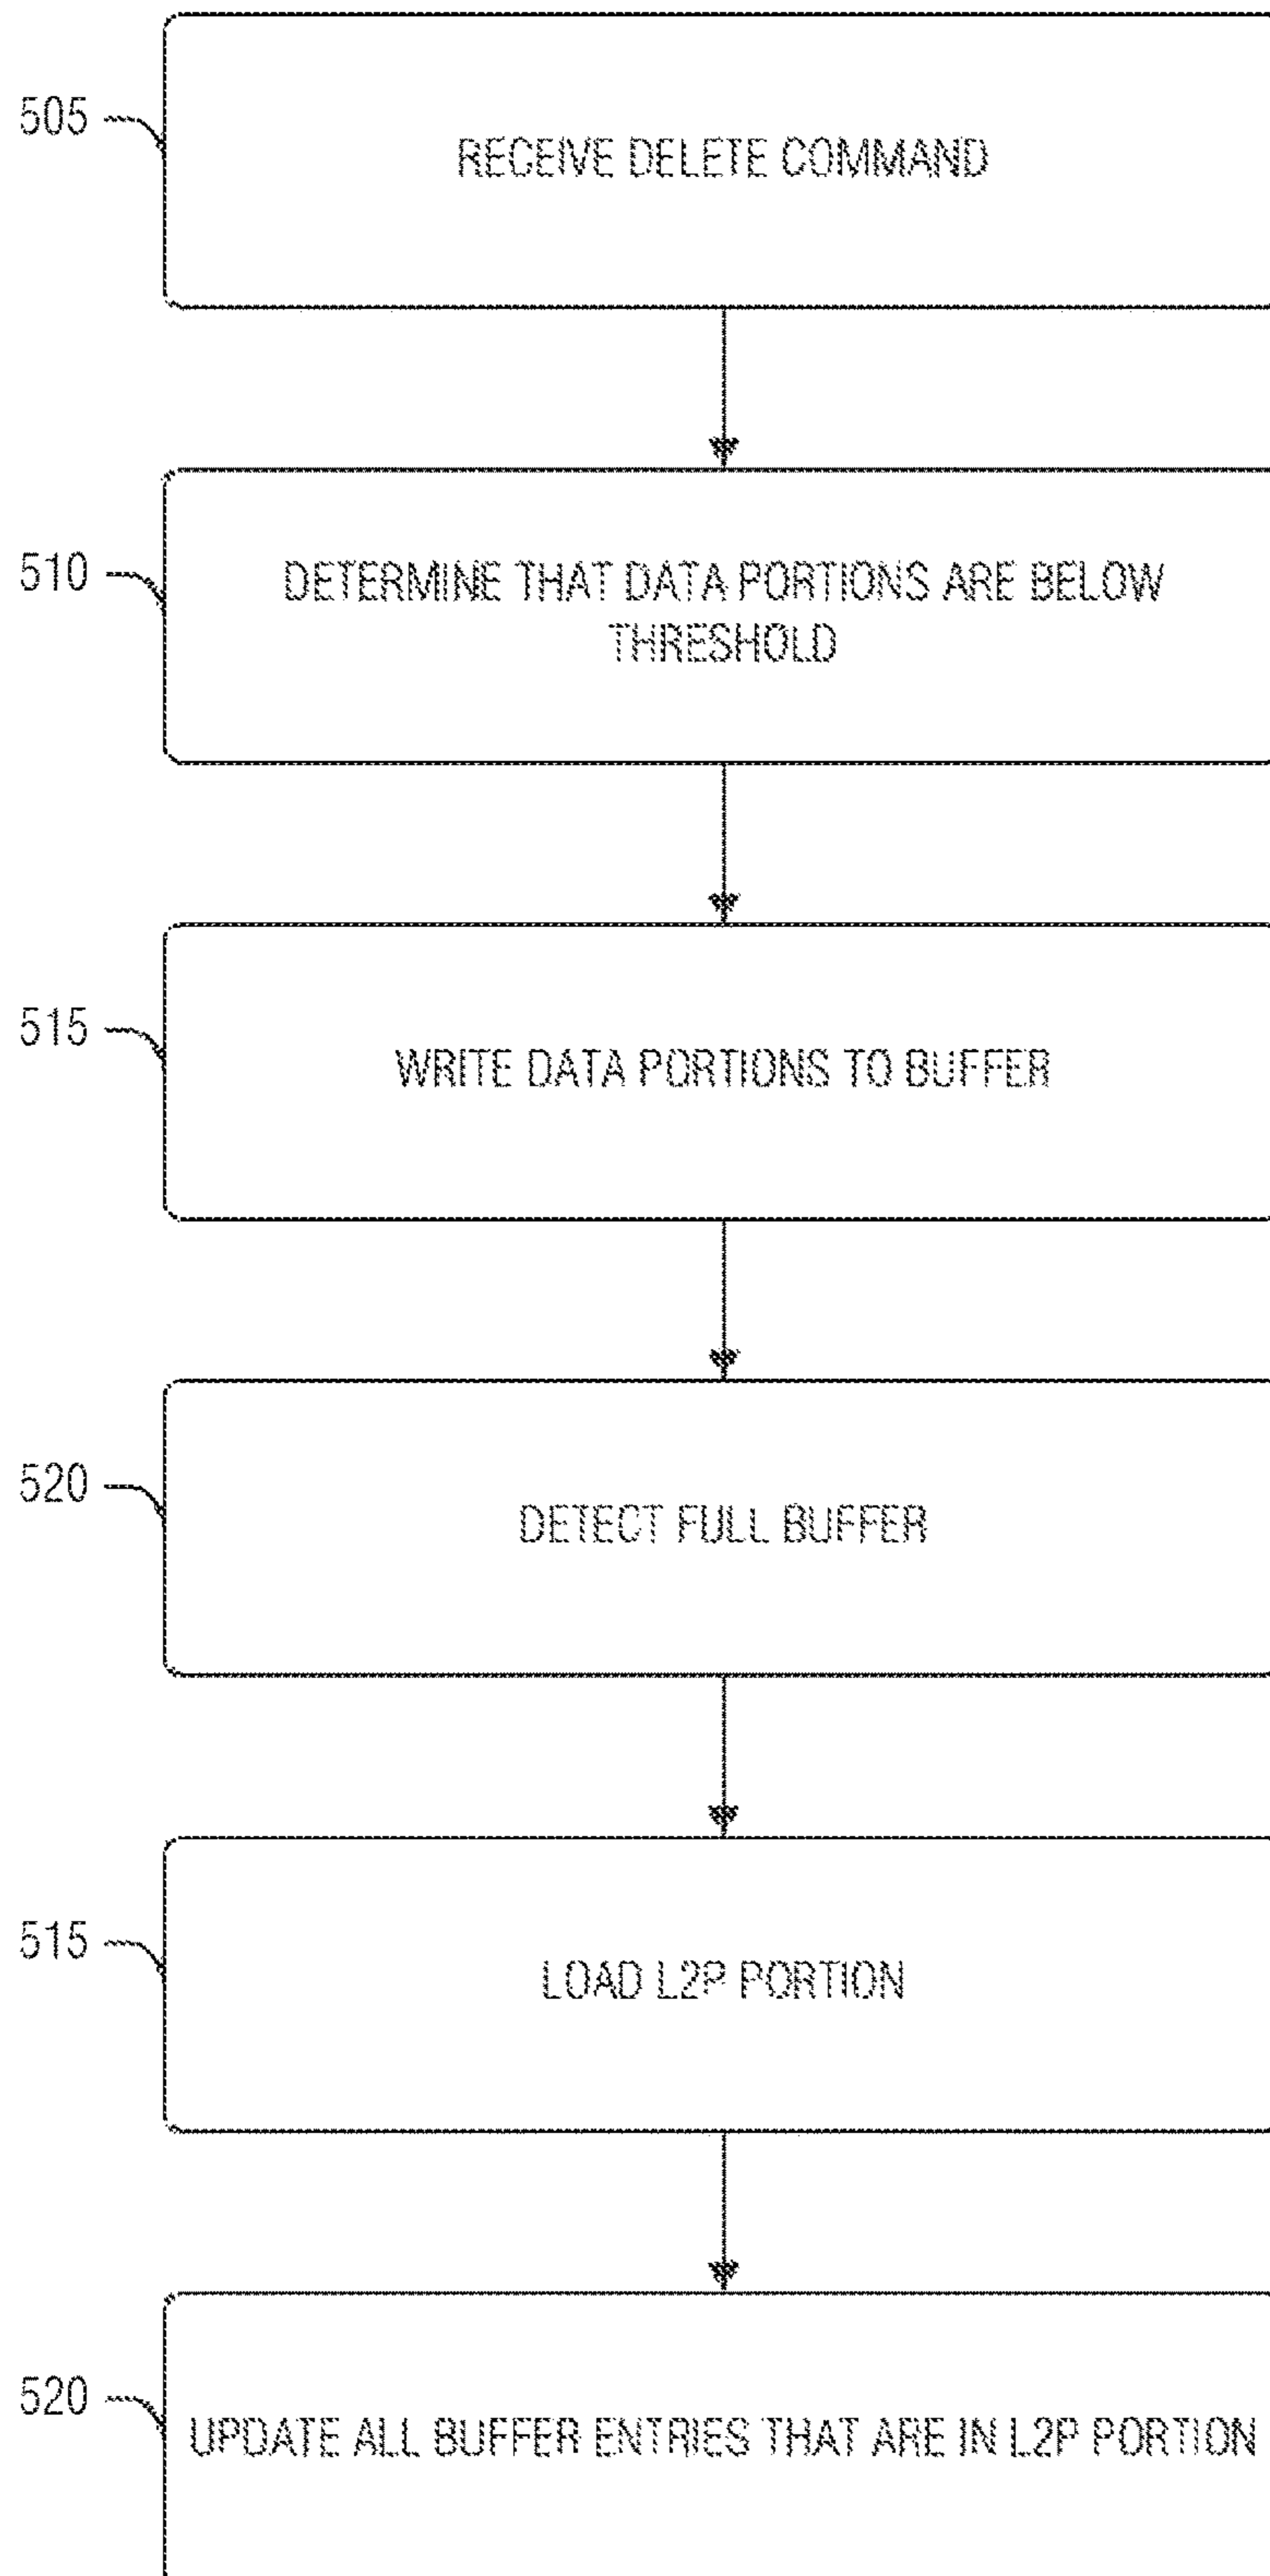 505
RECEIVE DELETE COMMAND
510
DETERMINE THAT DATA PORTIONS ARE BELOW
THRESHOLD
515
WRITE DATA PORTIONS TO BUFFER
520
DETECT FULL BUFFER
515
LOAD L2P PORTION
520
UPDATE ALL BUFFER ENTRIES THAT ARE IN L2P PORTION